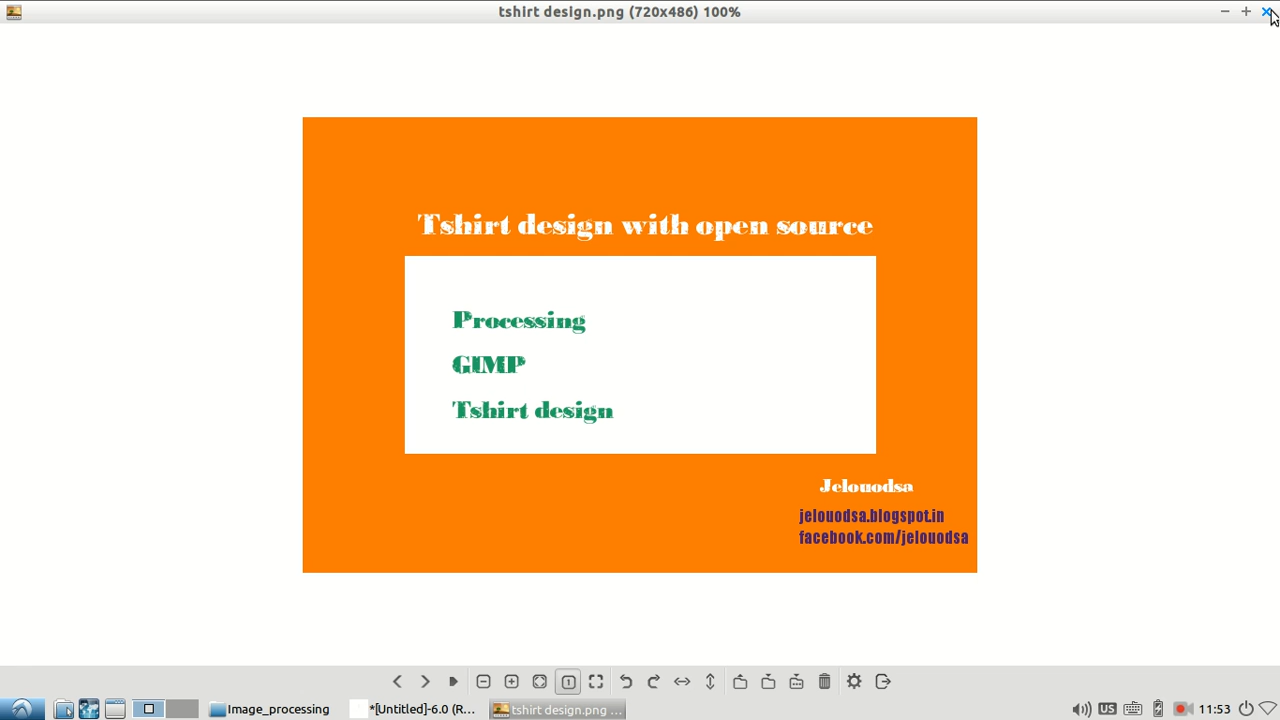 tshirt design.png (720x486) 100%
Tshirt design with open source
Processing
GIMP
Tshirt design
Jelouodsa
jelouodsa.blogspot.in
facebook.com/jelouodsa
Image_processing *[Untitled]-6.0 (R... tshirt design.png ... US 11:53